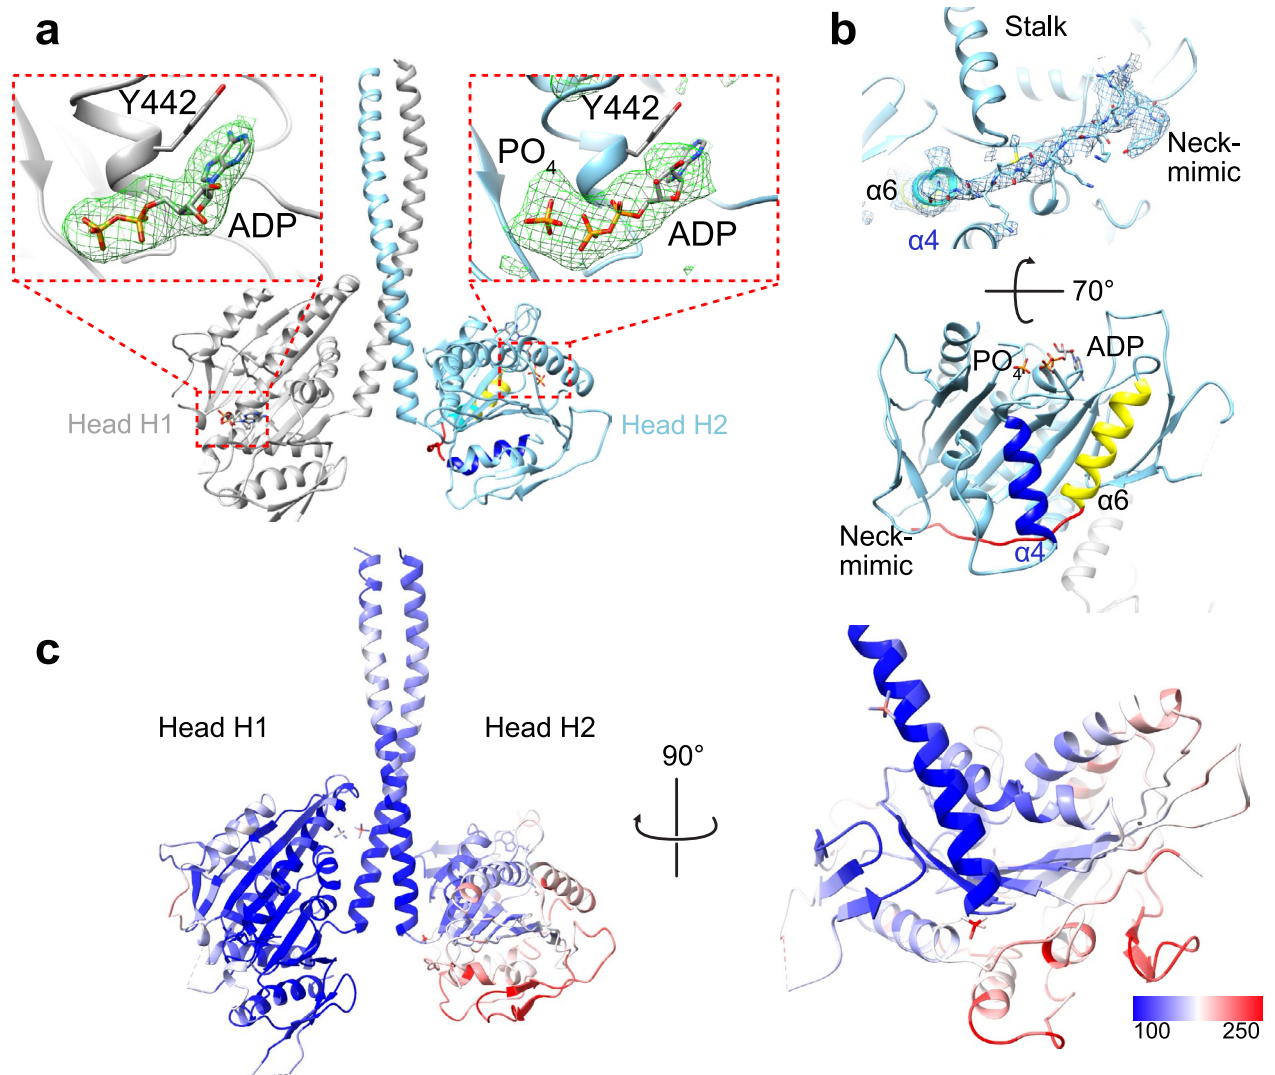 a
Y442
ADP
Y442
PO4
ADP
Head H1
Head H2
b
Stalk
Neck-
mimic
α6
α4
70°
PO4
ADP
α6
Neck-
mimic
α4
c
Head H1
Head H2
90°
100
250